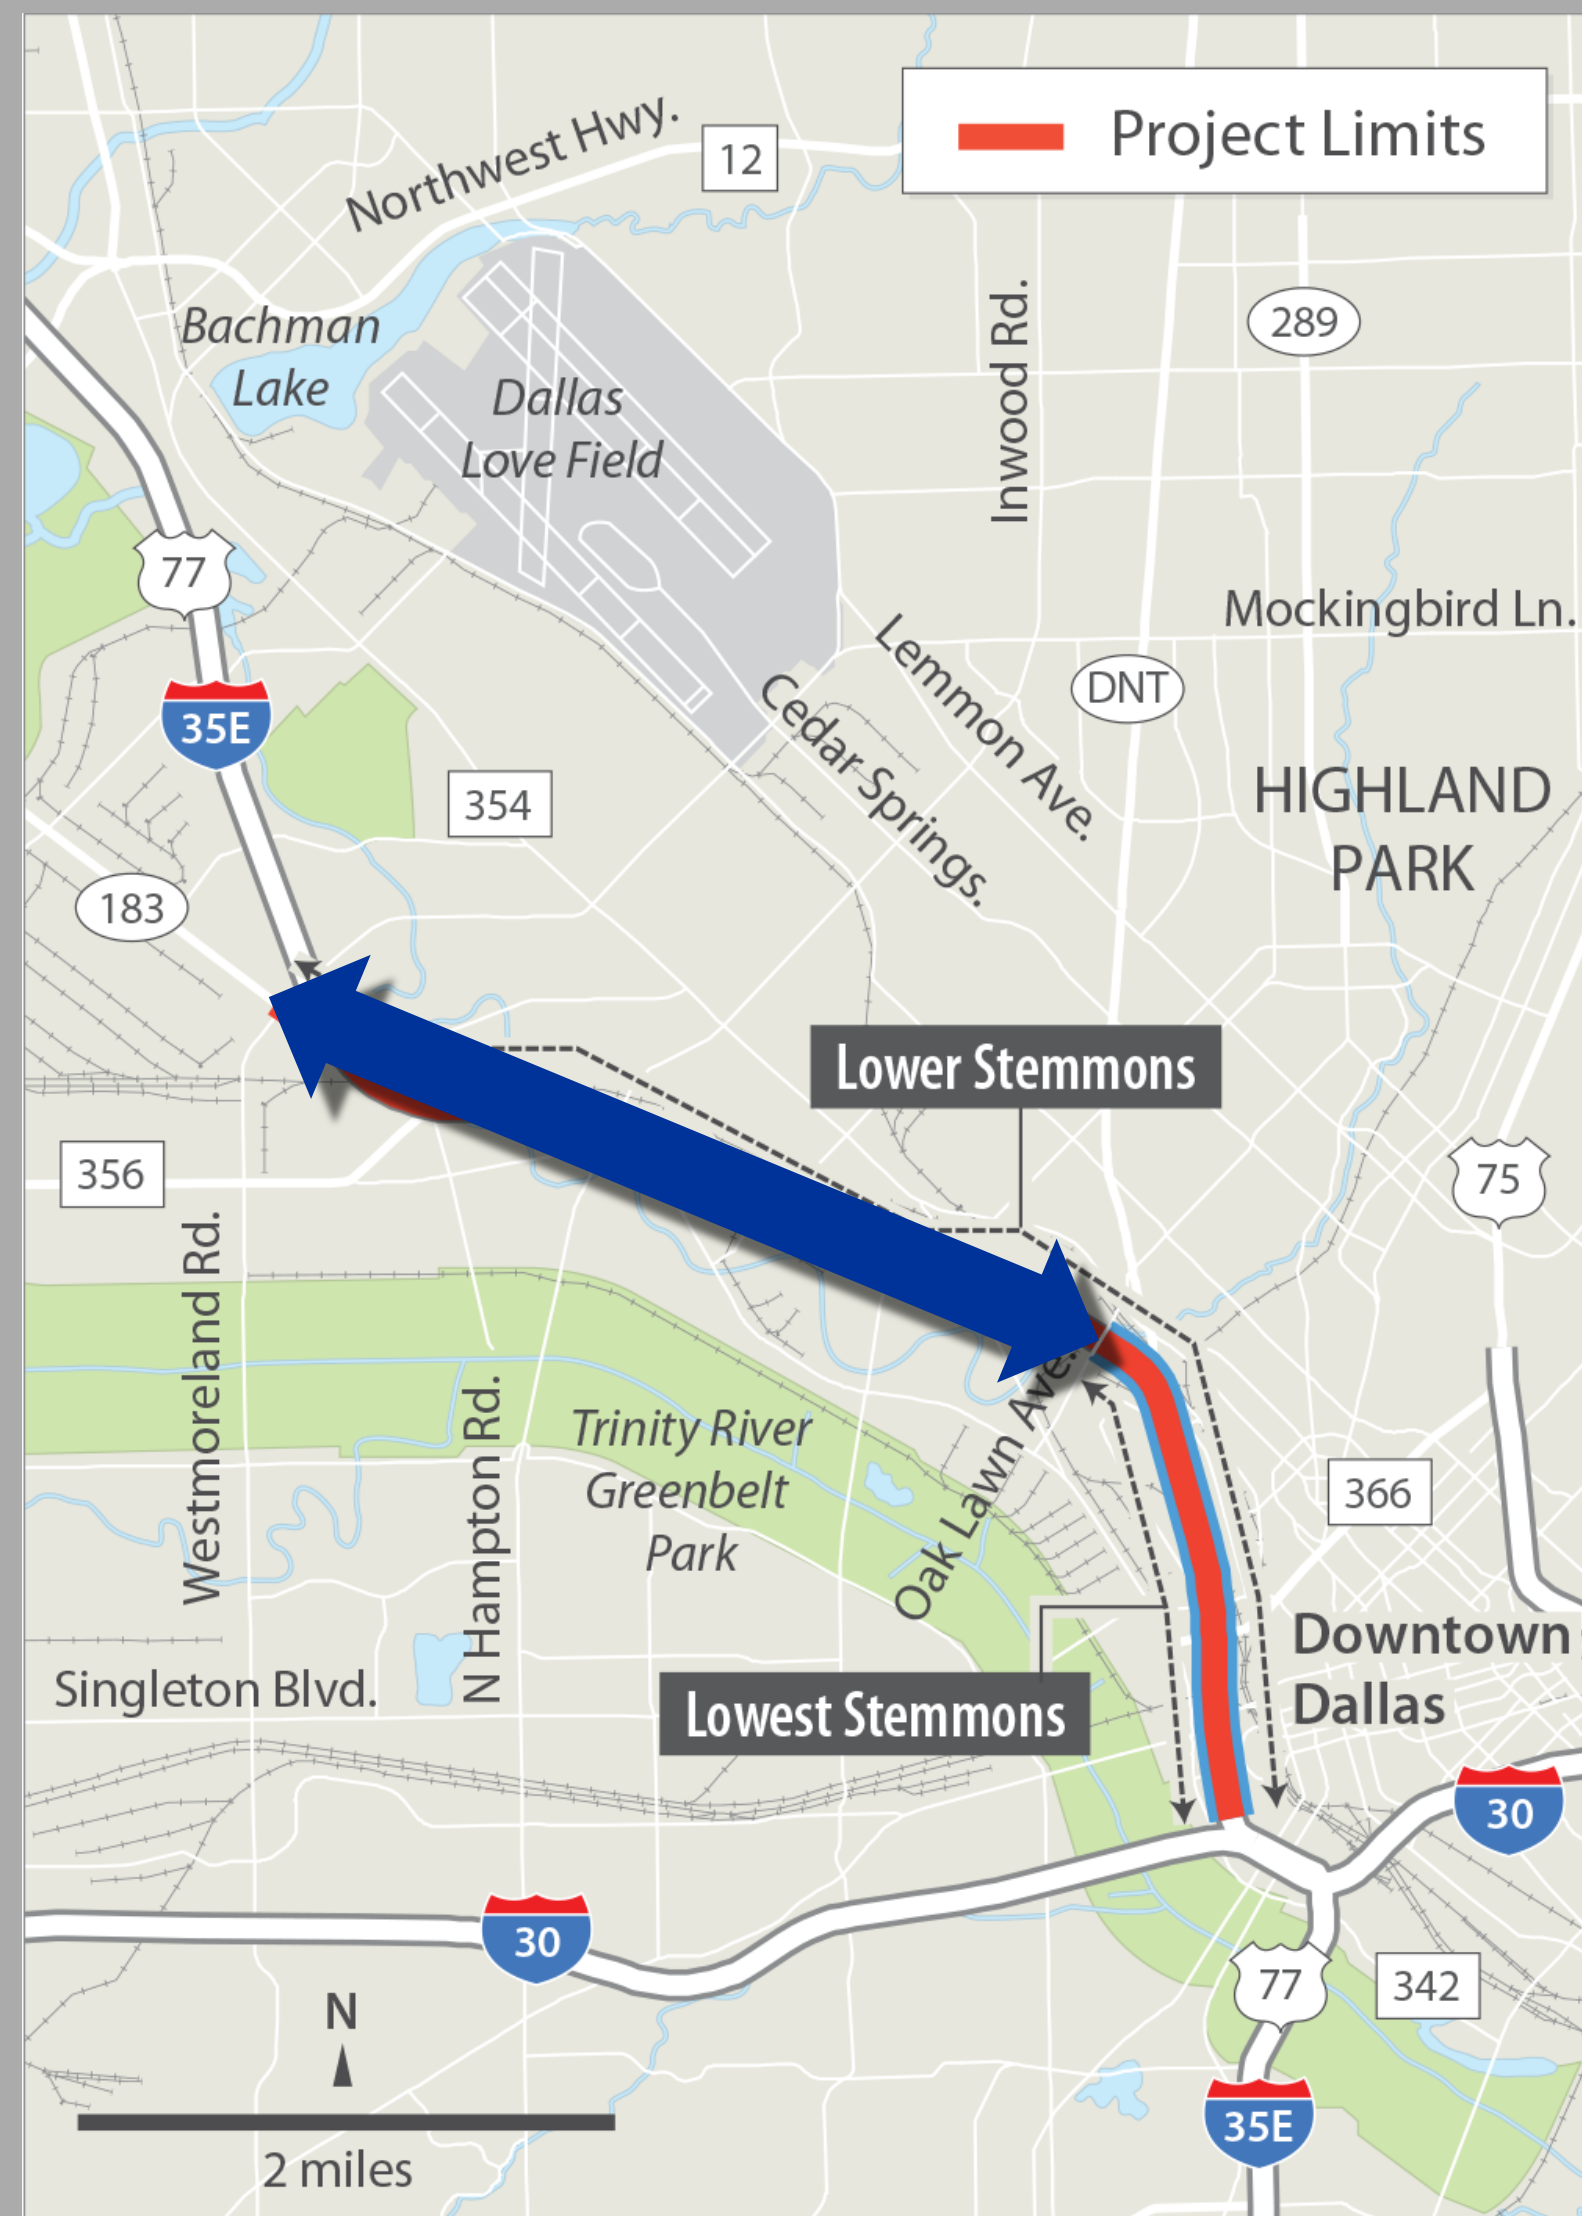 Project Limits
Northwest Hwy.
12
Bachman
Lake
Dallas
Love Field
Inwood Rd.
289
77
Mockingbird Ln.
Lemmon Ave.
DNT
Cedar Springs.
35E
354
HIGHLAND
PARK
183
Lower Stemmons
356
75
Westmoreland Rd.
N Hampton Rd.
Trinity River
Greenbelt
Park
Oak Lawn Ave.
366
Downtown
Dallas
Singleton Blvd.
Lowest Stemmons
30
30
77
342
N
35E
2 miles